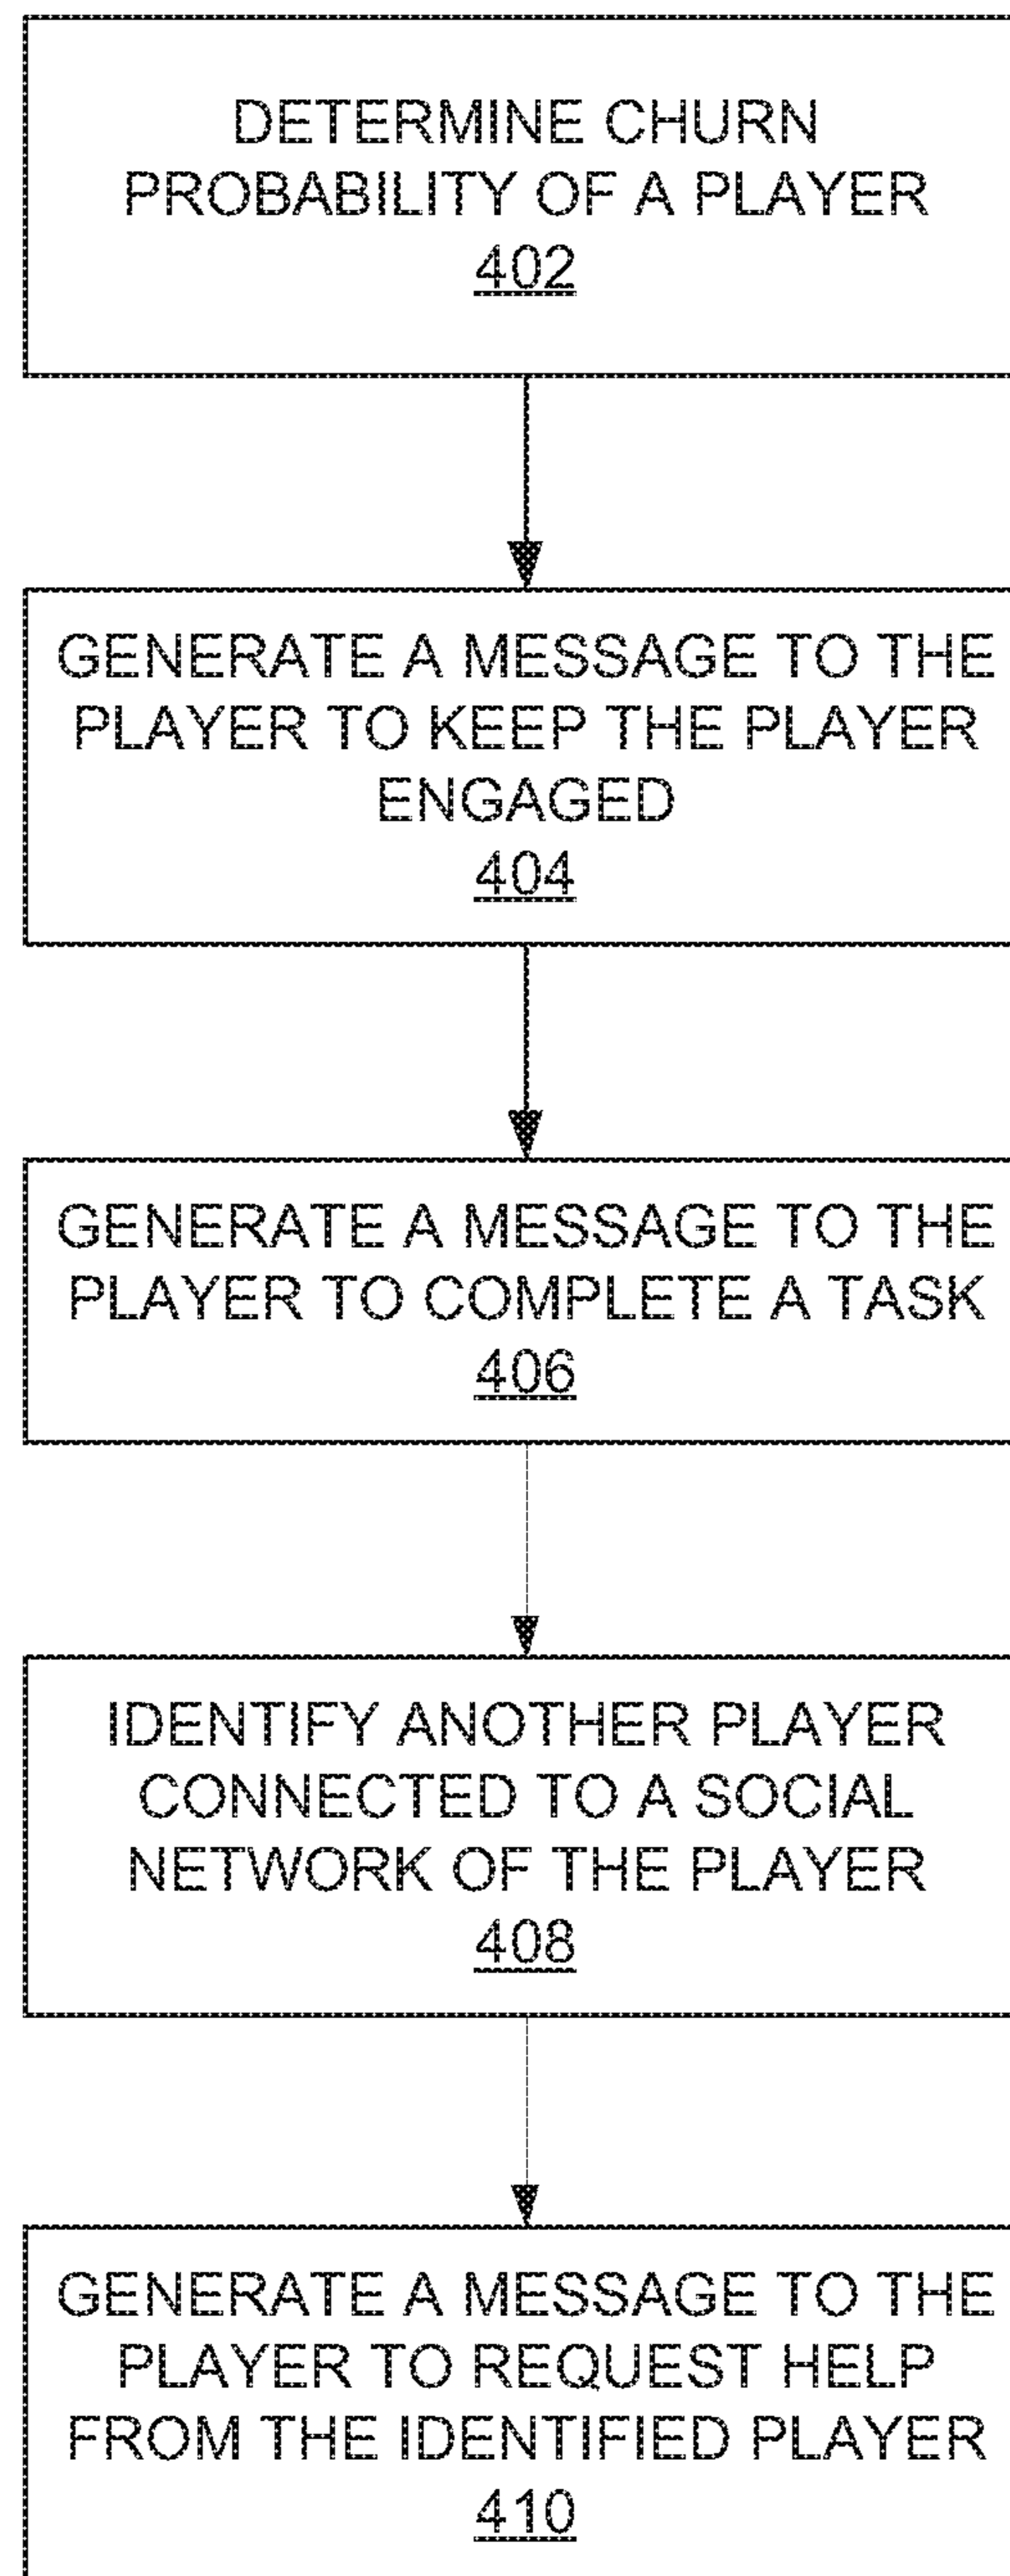 DETERMINE CHURN
PROBABILITY OF A PLAYER
402
GENERATE A MESSAGE TO THE
PLAYER TO KEEP THE PLAYER
ENGAGED
404
GENERATE A MESSAGE TO THE
PLAYER TO COMPLETE A TASK
406
IDENTIFY ANOTHER PLAYER
CONNECTED TO A SOCIAL
NETWORK OF THE PLAYER
408
GENERATE A MESSAGE TO THE
PLAYER TO REQUEST HELP
FROM THE IDENTIFIED PLAYER
410